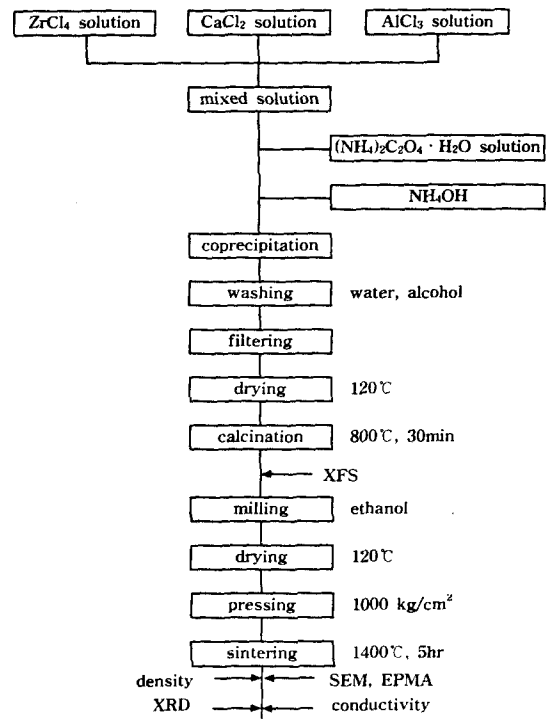 ZrCl₄ solution CaCl₂ solution AlCl₃ solution
mixed solution
(NH₄)₂C₂O₄ · H₂O solution
NH₄OH
coprecipitation
washing water, alcohol
filtering
drying 120℃
calcination 800℃, 30min
XFS
milling ethanol
drying 120℃
pressing 1000 kg/cm²
sintering 1400℃, 5hr
density SEM, EPMA
XRD conductivity